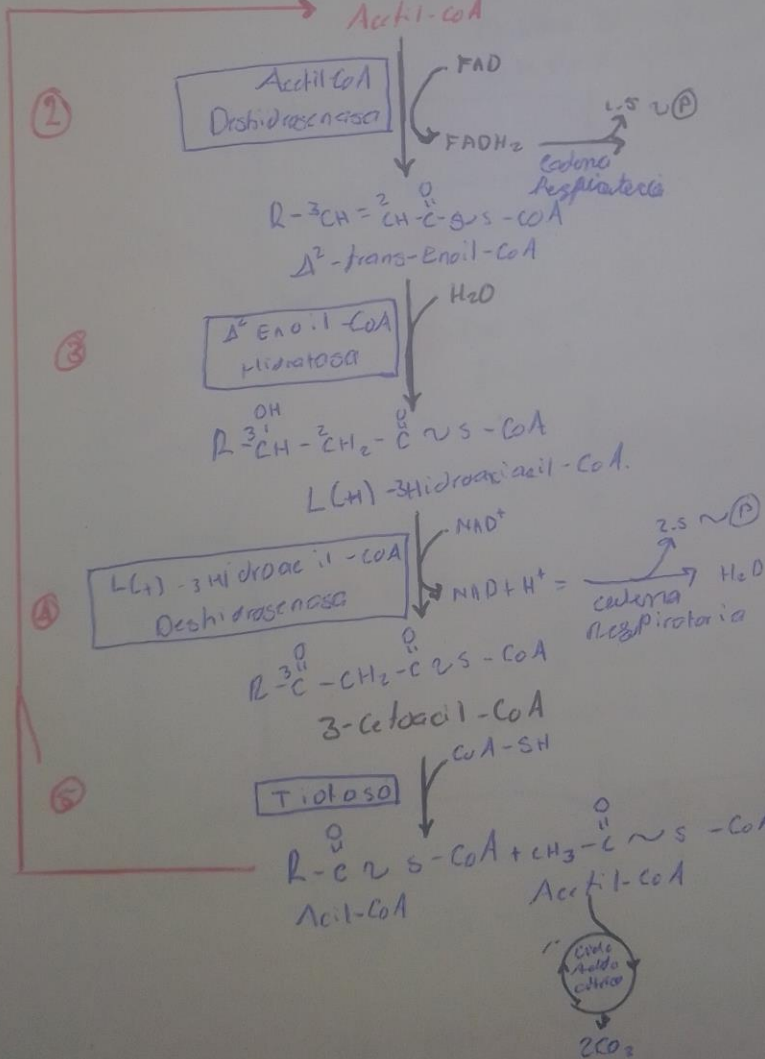 Acetil-CoA
②
Acetil CoA
Deshidrogenasa
FAD
FADH₂
1.5 ~ Ⓟ
Cadena
Respiratoria
R - ³CH = ²CH - C - S ~ S - CoA
O
Δ² - trans - Enoil - CoA
③
Δ² Enoil - CoA
Hidratasa
H₂O
OH
O
R - ³CH - ²CH₂ - C ~ S - CoA
L(+) - 3Hidroxiacil - CoA.
④
L(+) - 3Hidroacil - CoA
Deshidrogenasa
NAD⁺
NAD + H⁺ =
2.5 ~ Ⓟ
H₂O
cadena
Respiratoria
O
O
R - ³C - CH₂ - C ~ S - CoA
3-Cetoacil-CoA
⑤
Tiolasa
CoA-SH
O
O
R - C ~ S - CoA + CH₃ - C ~ S - CoA
Acil-CoA
Acetil-CoA
Ciclo
Acido
citrico
2CO₂